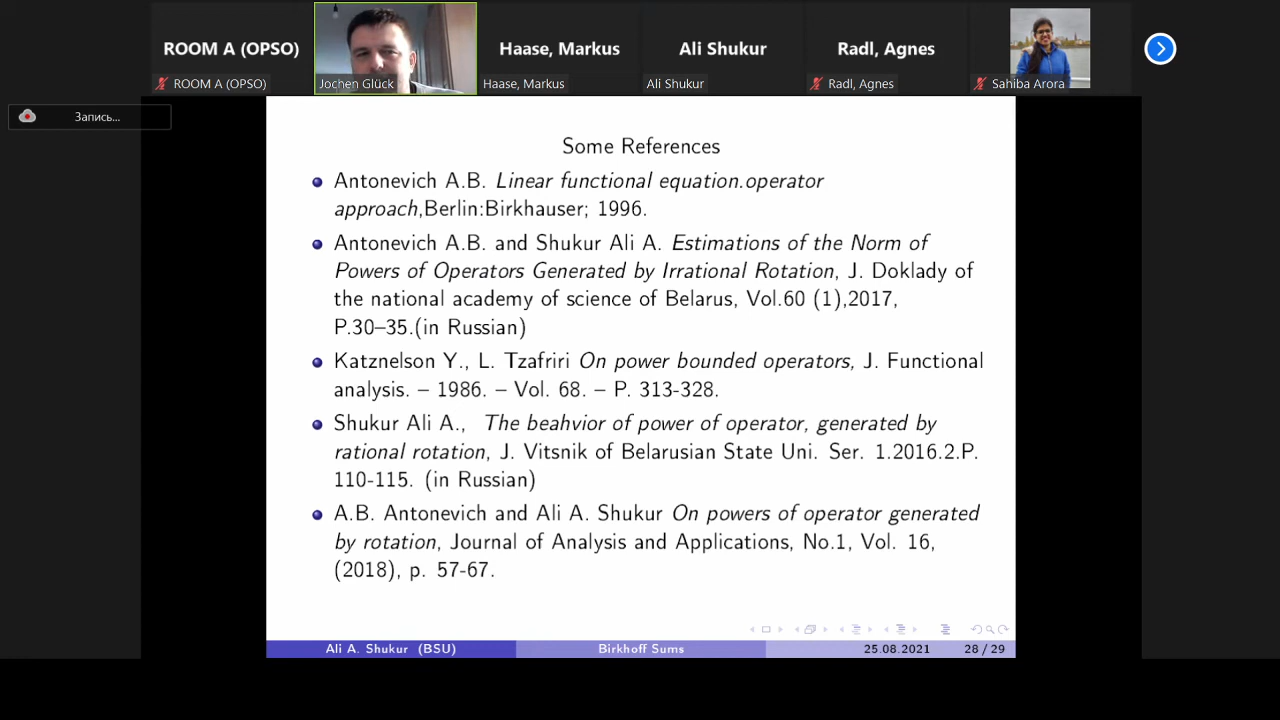 ROOM A (OPSO)
Haase, Markus
Ali Shukur
Radl, Agnes
ROOM A (OPSO)
Jochen Glück
Haase, Markus
Ali Shukur
Radl, Agnes
Sahiba Arora
Запись...
Some References
Antonevich A.B. Linear functional equation.operator
approach,Berlin:Birkhauser; 1996.
Antonevich A.B. and Shukur Ali A. Estimations of the Norm of
Powers of Operators Generated by Irrational Rotation, J. Doklady of
the national academy of science of Belarus, Vol.60 (1),2017,
P.30–35.(in Russian)
Katznelson Y., L. Tzafriri On power bounded operators, J. Functional
analysis. – 1986. – Vol. 68. – P. 313-328.
Shukur Ali A., The beahvior of power of operator, generated by
rational rotation, J. Vitsnik of Belarusian State Uni. Ser. 1.2016.2.P.
110-115. (in Russian)
A.B. Antonevich and Ali A. Shukur On powers of operator generated
by rotation, Journal of Analysis and Applications, No.1, Vol. 16,
(2018), p. 57-67.
Ali A. Shukur (BSU)
Birkhoff Sums
25.08.2021
28 / 29